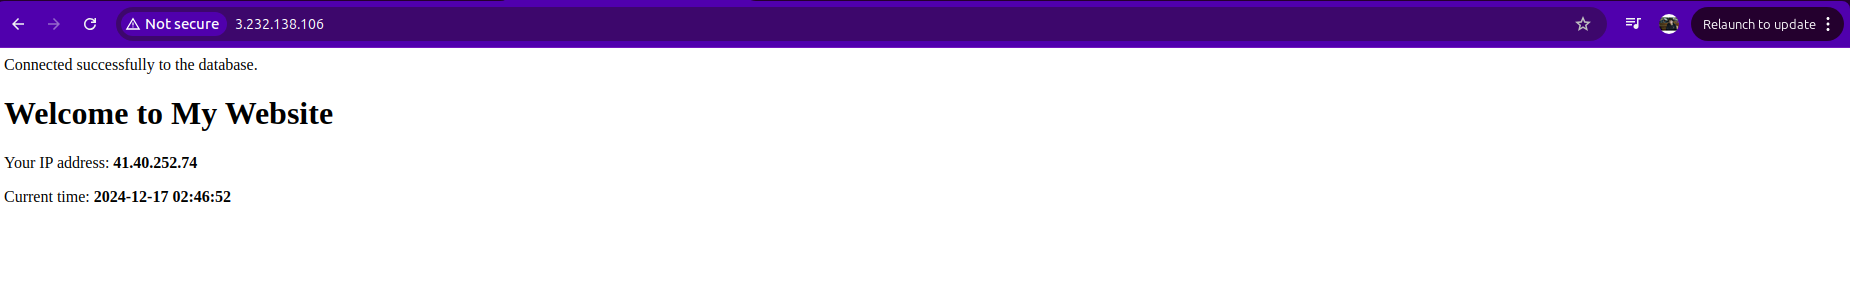 Not secure 3.232.138.106 Relaunch to update
Connected successfully to the database.
Welcome to My Website
Your IP address: 41.40.252.74
Current time: 2024-12-17 02:46:52